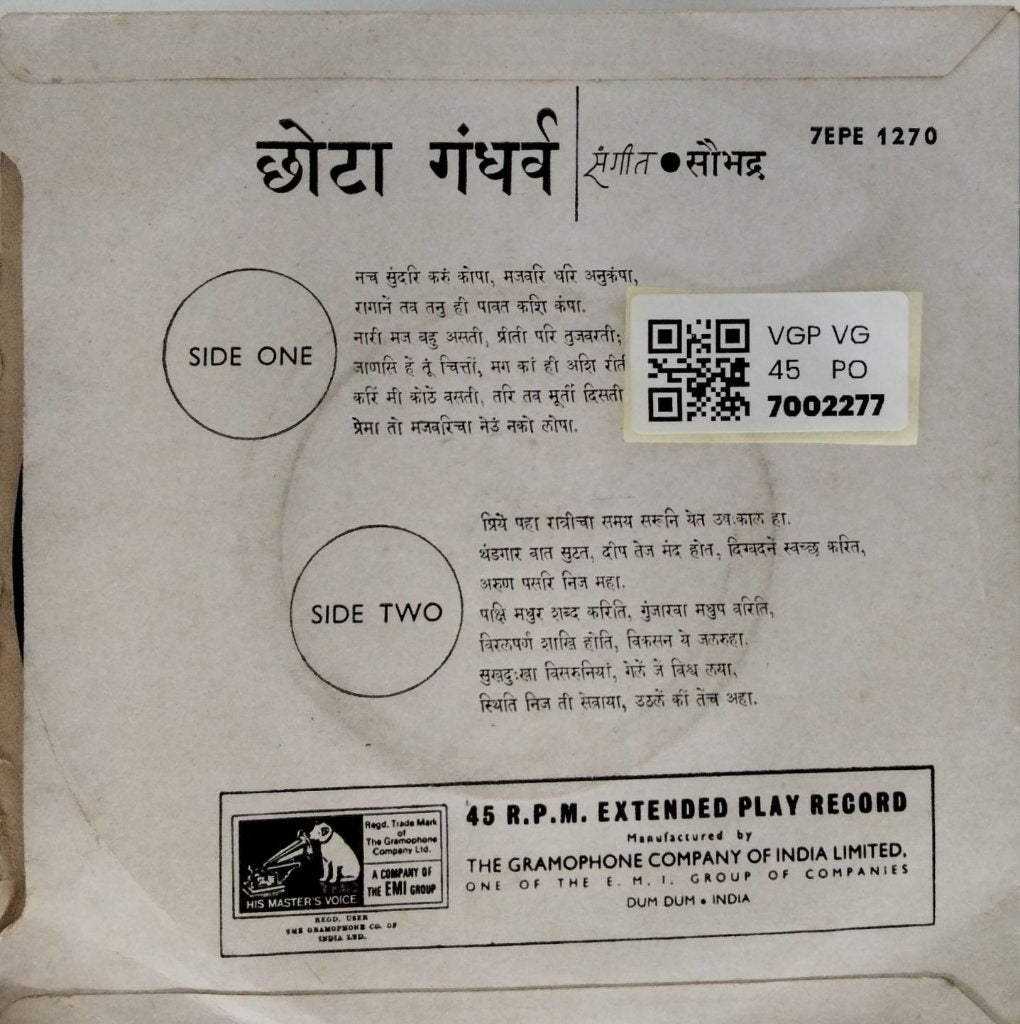 छोटा गंधर्व
संगीत ● सौभद्र
7EPE 1270
SIDE ONE
नच सुंदरि करुं कोपा, मजवरि धरि अनुकंपा,
रागानें तव तनु ही पावत कशि कंपा.
नारी मज बहु असती, प्रीती परि तुजवरती;
जाणसि हें तूं चित्तीं, मग कां ही अशि रीती
करिं मी कोठें वसती, तरि तव मूर्ती दिसती
प्रेमा तो मजवरिचा नेउं नको लोपा.
VGP VG
45 PO
7002277
SIDE TWO
प्रिये पहा रात्रीचा समय सरूनि येत उषःकाल हा.
थंडगार वात सुटत, दीप तेज मंद होत, दिग्वदनें स्वच्छ करित,
अरुण पसरि निज महा.
पक्षि मधुर शब्द करिति, गुंजारवा मधुप वरिति,
विरलपर्ण शाखि होति, विकसन ये जलरुहा.
सुखदुःखा विसरुनियां, गेलें जें विश्व लया,
स्थिति निज ती सेवाया, उठलें कीं तेंच अहा.
HIS MASTER'S VOICE
Regd. Trade Mark
of
The Gramophone
Company Ltd.
A COMPANY OF
THE EMI GROUP
REGD. USER
THE GRAMOPHONE CO. OF
INDIA LTD.
45 R.P.M. EXTENDED PLAY RECORD
Manufactured by
THE GRAMOPHONE COMPANY OF INDIA LIMITED.
ONE OF THE E. M. I. GROUP OF COMPANIES
DUM DUM • INDIA